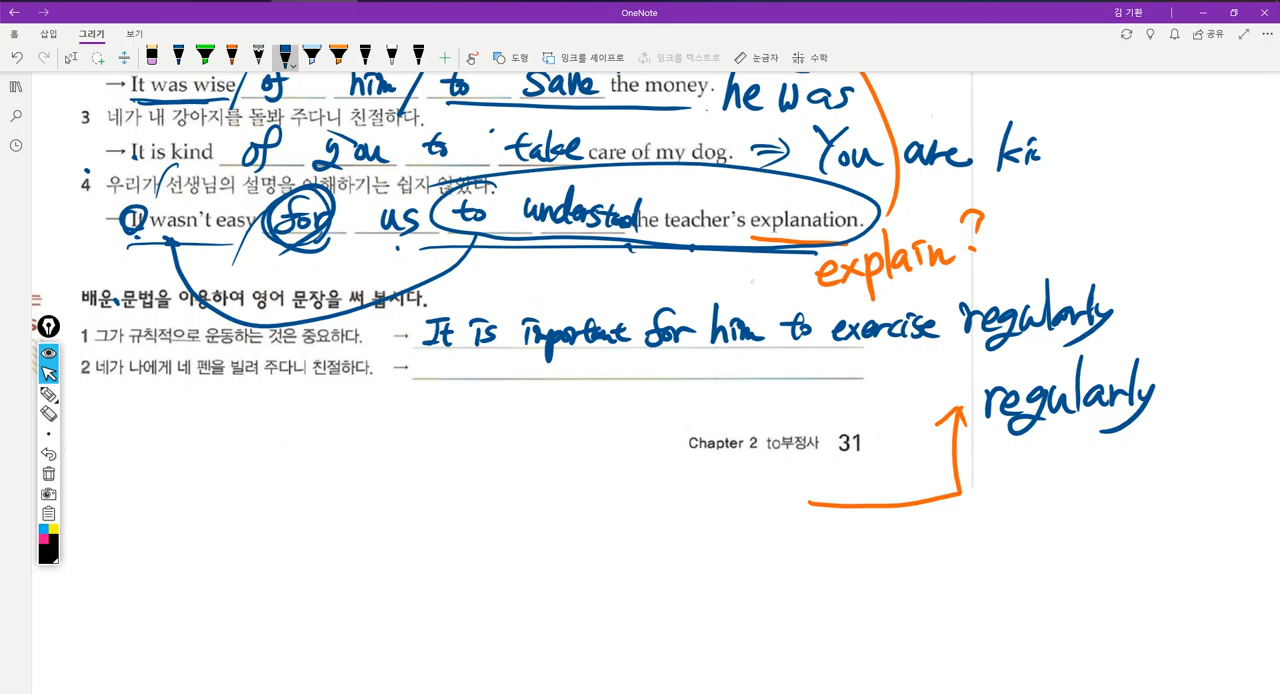 OneNote
김 기환
홈 삽입 그리기 보기
도형 잉크를 셰이프로 잉크를 텍스트로 눈금자 수학 공유
→ It was wise of him to save the money. he was
3 네가 내 강아지를 돌봐 주다니 친절하다.
→ It is kind of you to take care of my dog. ⇒ You are ki
4 우리가 선생님의 설명을 이해하기는 쉽지 않았다.
→ It wasn't easy for us to understand the teacher's explanation.
explain?
배운 문법을 이용하여 영어 문장을 써 봅시다.
1 그가 규칙적으로 운동하는 것은 중요하다. → It is important for him to exercise regularly
2 네가 나에게 네 펜을 빌려 주다니 친절하다. →
regularly
Chapter 2 to부정사 31